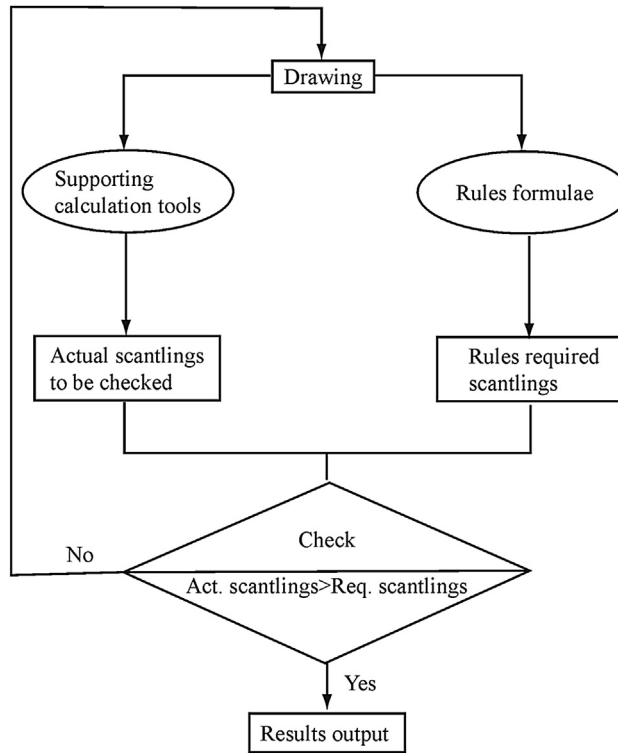 Drawing
Supporting
calculation tools
Rules formulae
Actual scantlings
to be checked
Rules required
scantlings
Check
Act. scantlings>Req. scantlings
No
Yes
Results output